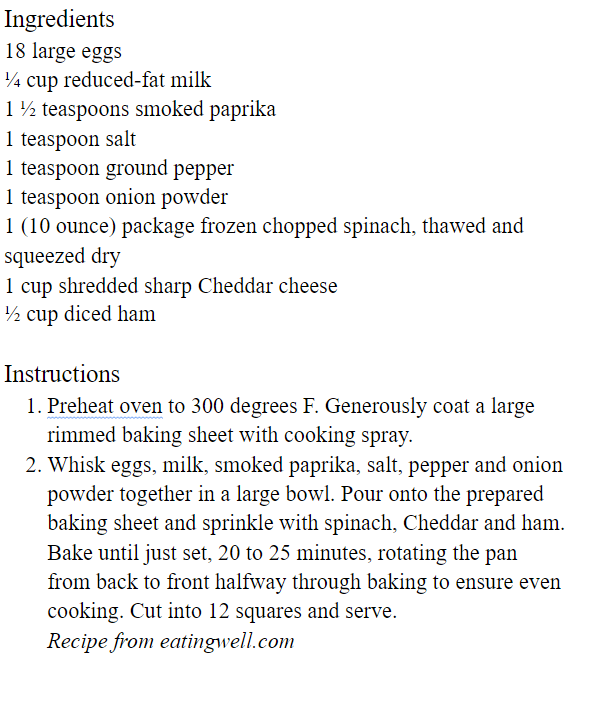 Ingredients
18 large eggs
¼ cup reduced-fat milk
1 ½ teaspoons smoked paprika
1 teaspoon salt
1 teaspoon ground pepper
1 teaspoon onion powder
1 (10 ounce) package frozen chopped spinach, thawed and
squeezed dry
1 cup shredded sharp Cheddar cheese
½ cup diced ham
Instructions
1. Preheat oven to 300 degrees F. Generously coat a large
rimmed baking sheet with cooking spray.
2. Whisk eggs, milk, smoked paprika, salt, pepper and onion
powder together in a large bowl. Pour onto the prepared
baking sheet and sprinkle with spinach, Cheddar and ham.
Bake until just set, 20 to 25 minutes, rotating the pan
from back to front halfway through baking to ensure even
cooking. Cut into 12 squares and serve.
Recipe from eatingwell.com